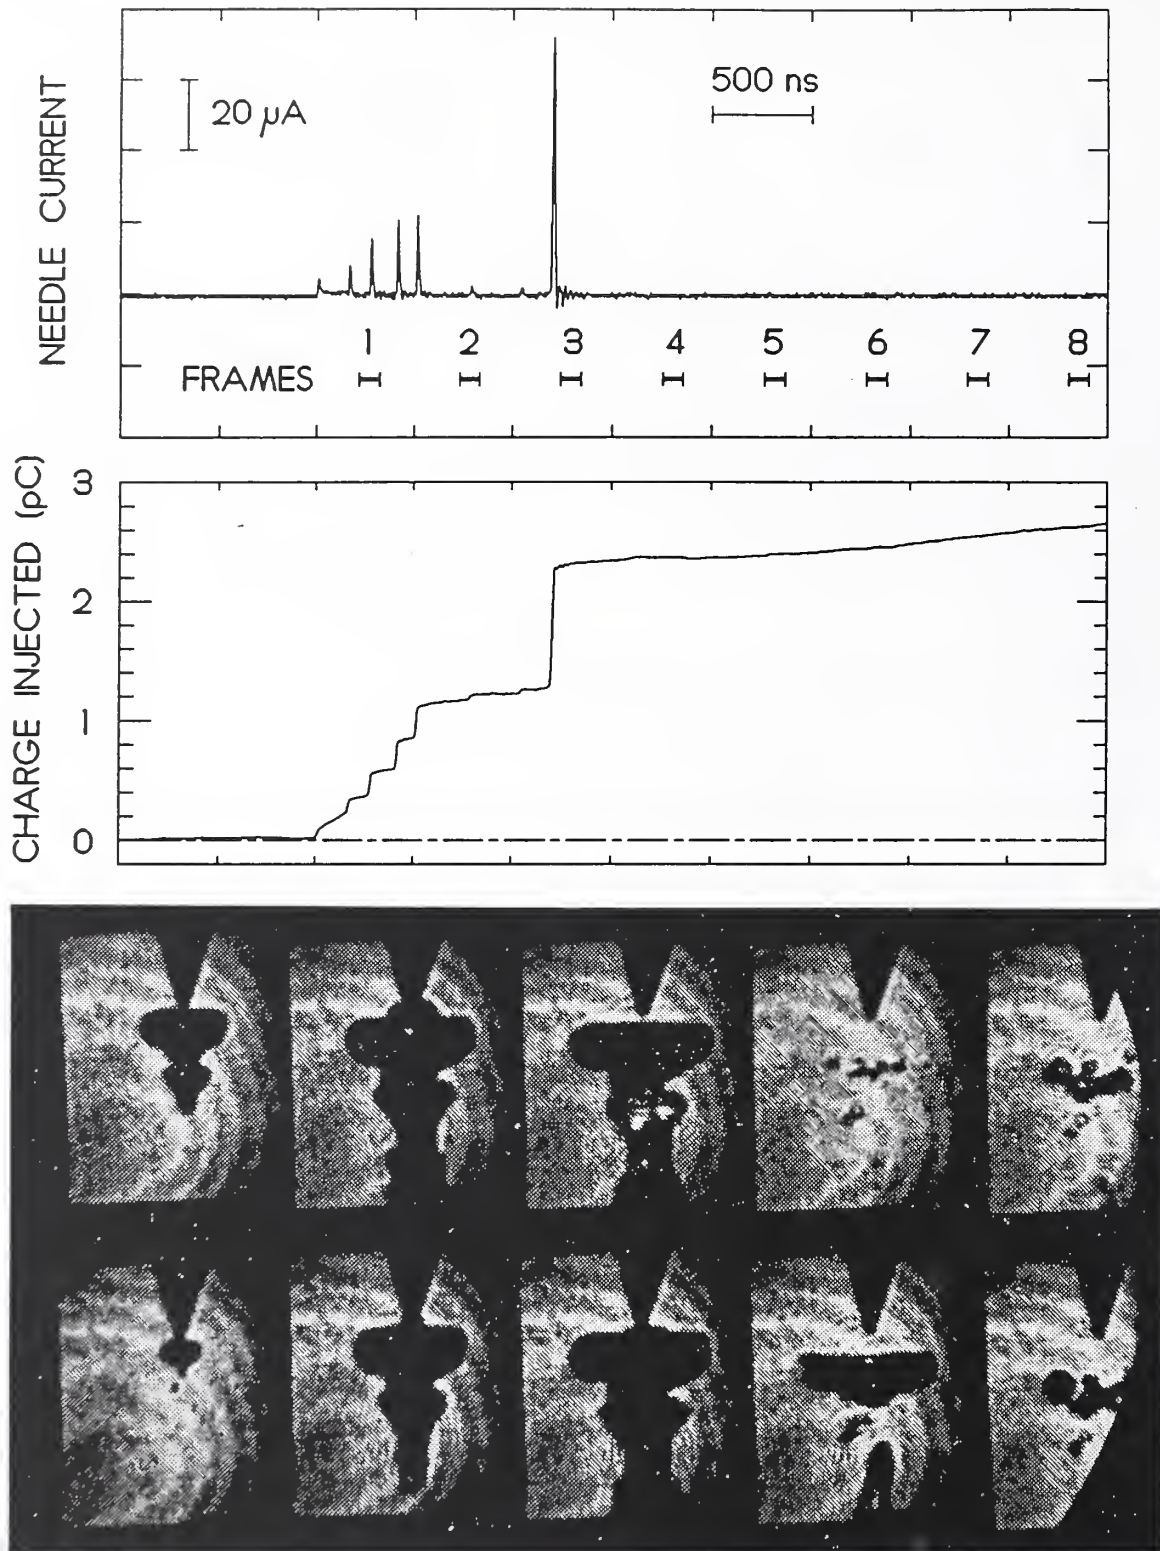 NEEDLE CURRENT
20 µA
500 ns
1 2 3 4 5 6 7 8
FRAMES
CHARGE INJECTED (pC)
3
2
1
0